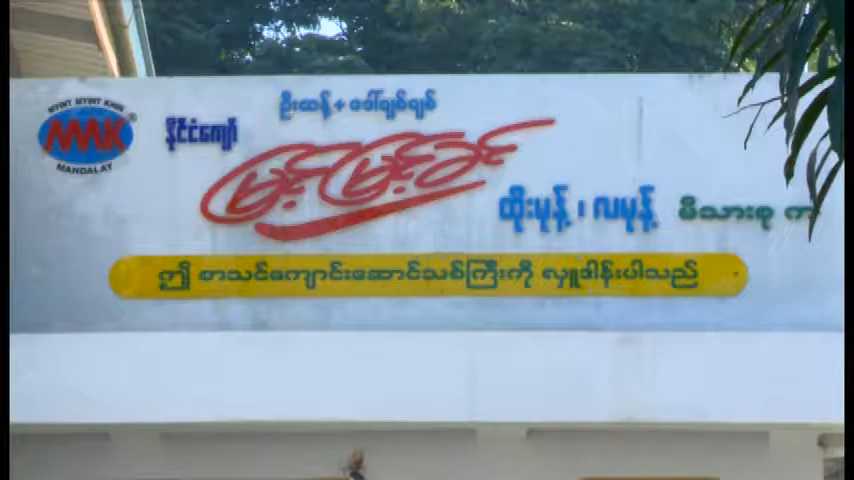 MYINT MYINT KHIN
MMK®
MANDALAY
ဦးထန့် + ဒေါ်ချစ်ချစ်
နိုင်ငံကျော်
မြင့်မြင့်ခင်
ထိုးမုန့် ၊ လမုန့်
မိသားစု က
ဤ စာသင်ကျောင်းဆောင်သစ်ကြီးကို လှူဒါန်းပါသည်